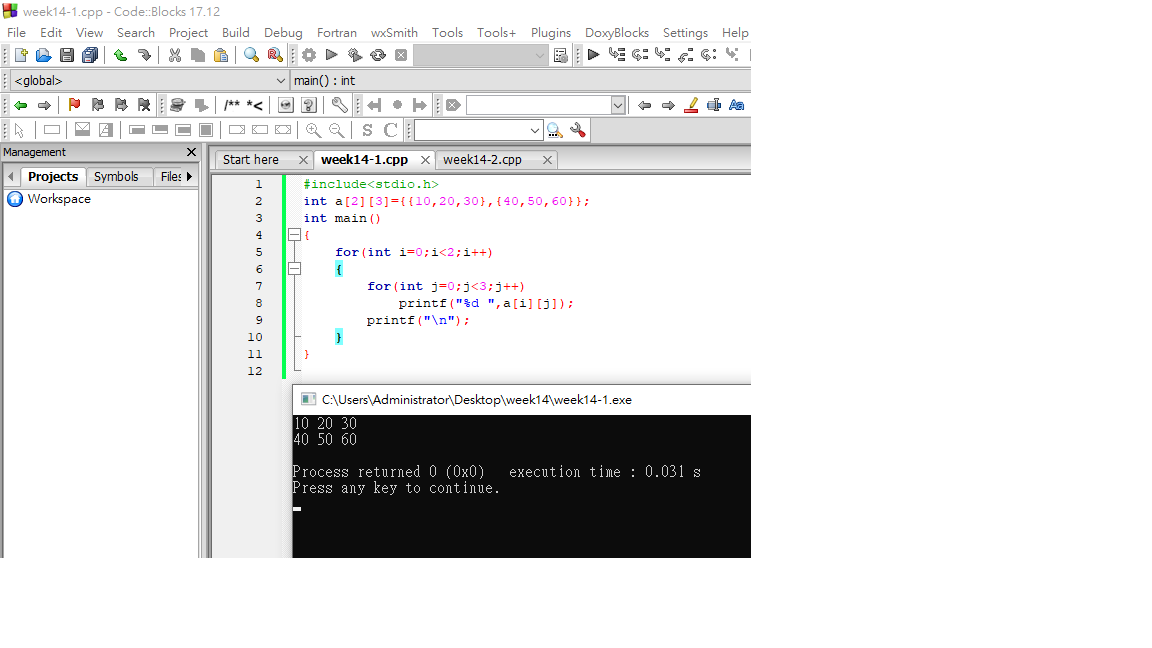 week14-1.cpp - Code::Blocks 17.12
File Edit View Search Project Build Debug Fortran wxSmith Tools Tools+ Plugins DoxyBlocks Settings Help
<global> main() : int
/** *<
S C
Management
Projects Symbols Files
Workspace
Start here week14-1.cpp week14-2.cpp
1 #include<stdio.h>
2 int a[2][3]={{10,20,30},{40,50,60}};
3 int main()
4 {
5     for(int i=0;i<2;i++)
6     {
7         for(int j=0;j<3;j++)
8             printf("%d ",a[i][j]);
9         printf("\n");
10     }
11 }
12
C:\Users\Administrator\Desktop\week14\week14-1.exe
10 20 30
40 50 60
Process returned 0 (0x0)   execution time : 0.031 s
Press any key to continue.